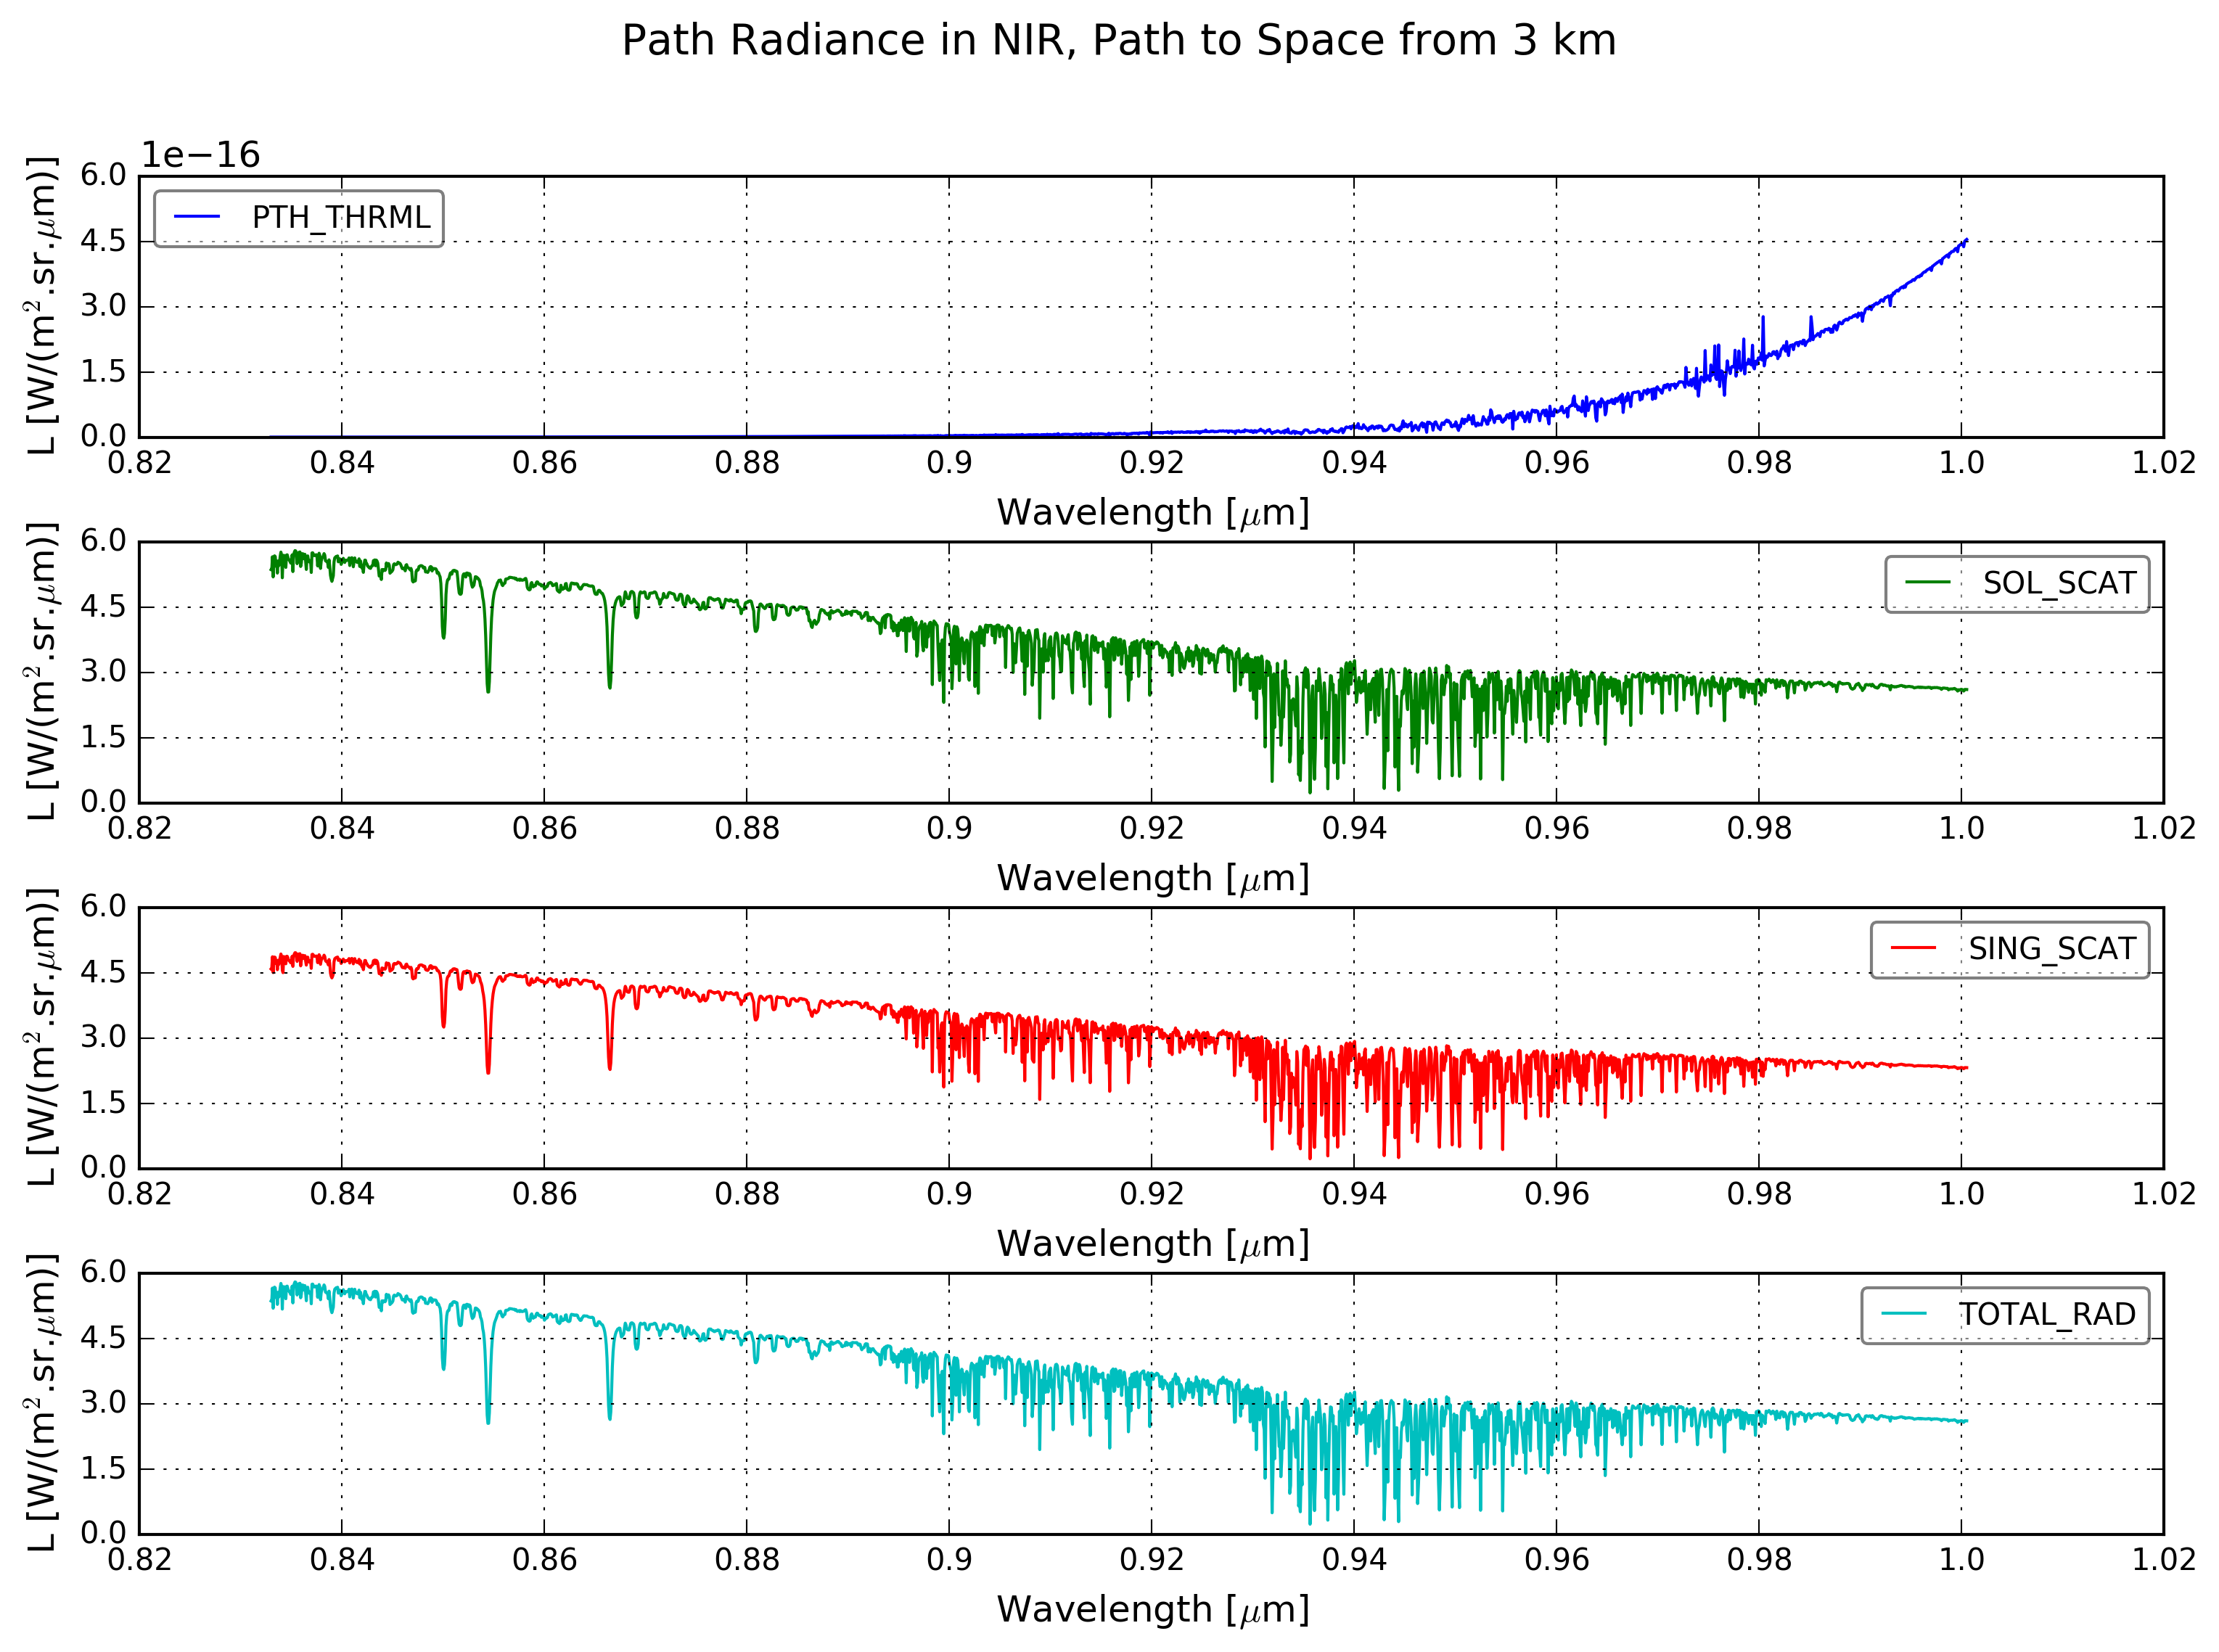 Path Radiance in NIR, Path to Space from 3 km
1e−16
L [W/(m².sr.μm)]
6.0
4.5
3.0
1.5
0.0
PTH_THRML
0.82 0.84 0.86 0.88 0.9 0.92 0.94 0.96 0.98 1.0 1.02
Wavelength [μm]
L [W/(m².sr.μm)]
6.0
4.5
3.0
1.5
0.0
SOL_SCAT
0.82 0.84 0.86 0.88 0.9 0.92 0.94 0.96 0.98 1.0 1.02
Wavelength [μm]
L [W/(m².sr.μm)]
6.0
4.5
3.0
1.5
0.0
SING_SCAT
0.82 0.84 0.86 0.88 0.9 0.92 0.94 0.96 0.98 1.0 1.02
Wavelength [μm]
L [W/(m².sr.μm)]
6.0
4.5
3.0
1.5
0.0
TOTAL_RAD
0.82 0.84 0.86 0.88 0.9 0.92 0.94 0.96 0.98 1.0 1.02
Wavelength [μm]